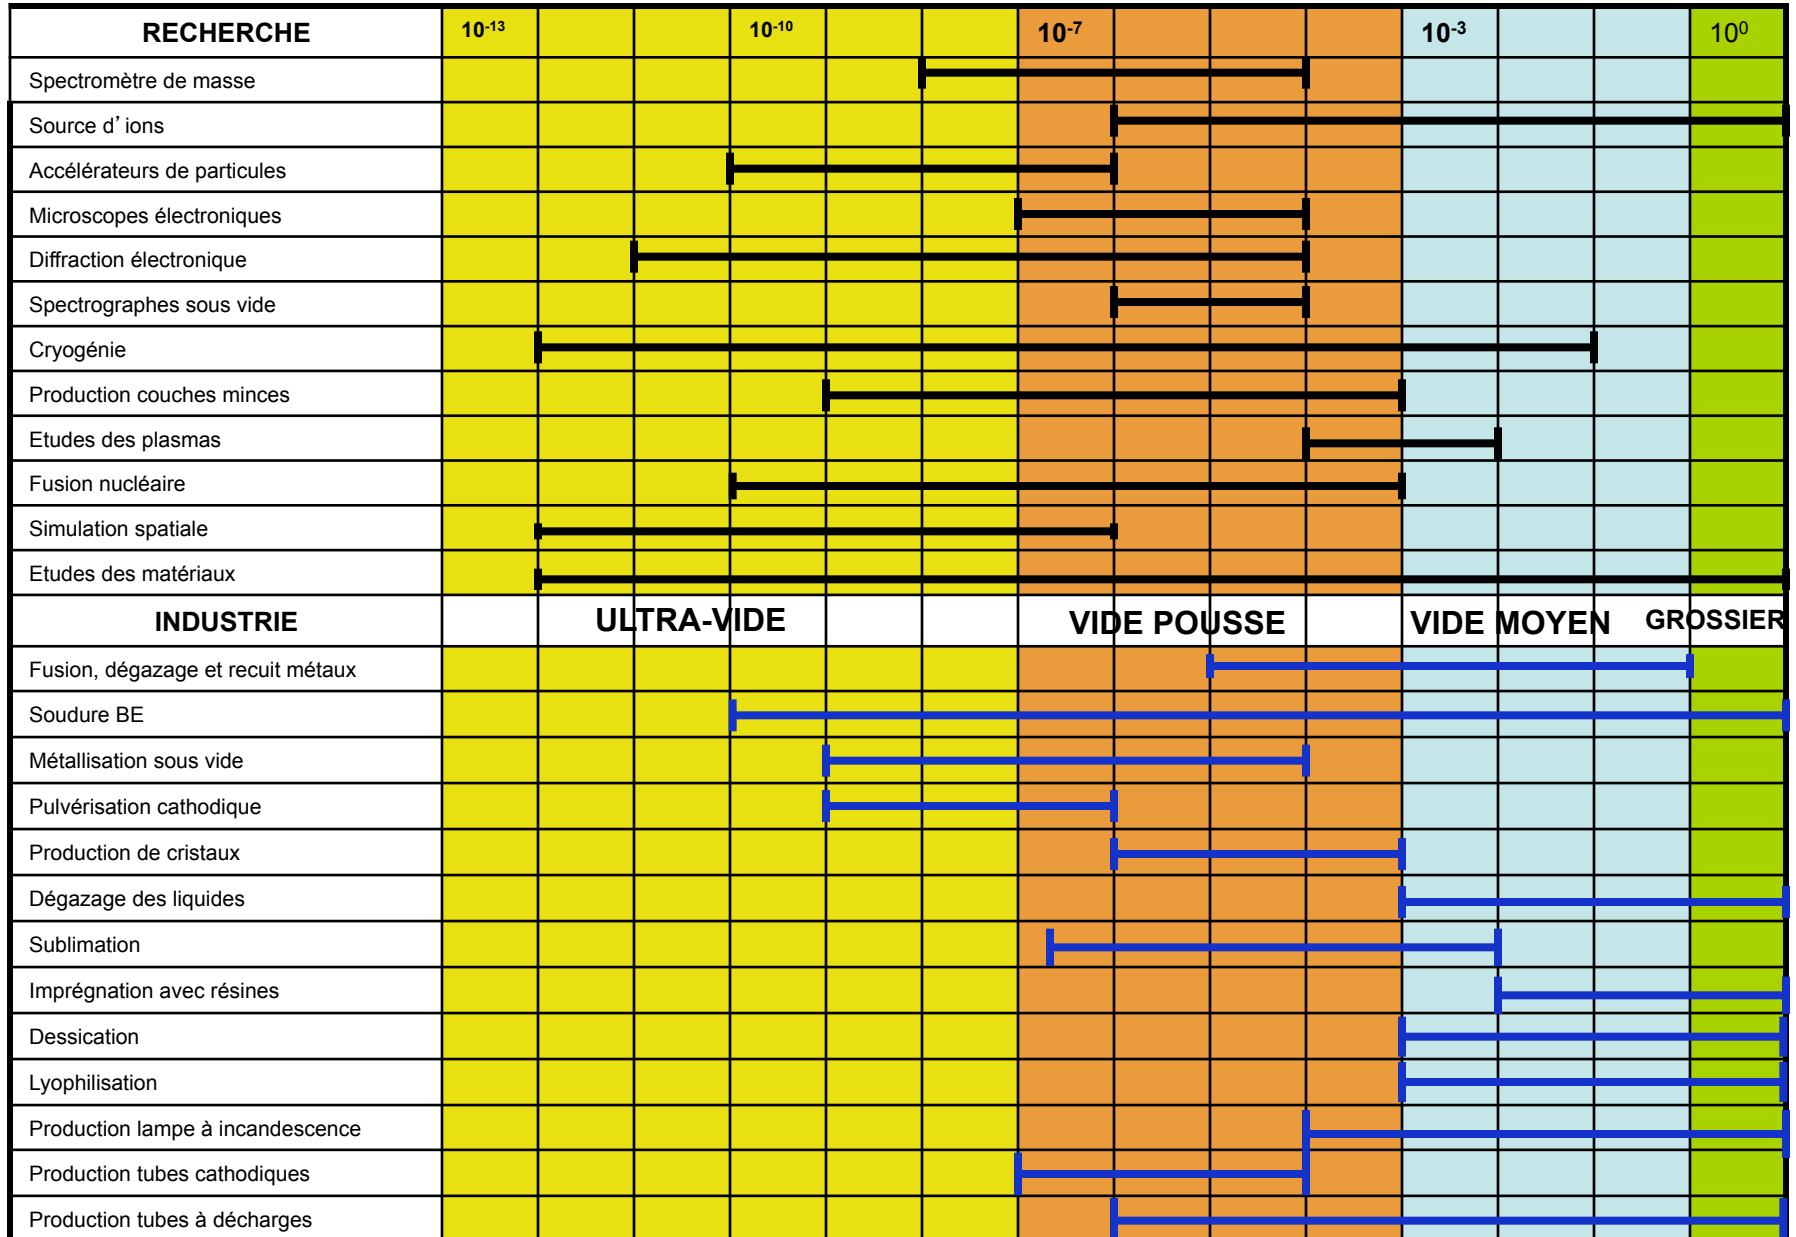 RECHERCHE 10⁻¹³ 10⁻¹⁰ 10⁻⁷ 10⁻³ 10⁰
Spectromètre de masse
Source d’ions
Accélérateurs de particules
Microscopes électroniques
Diffraction électronique
Spectrographes sous vide
Cryogénie
Production couches minces
Etudes des plasmas
Fusion nucléaire
Simulation spatiale
Etudes des matériaux
INDUSTRIE ULTRA-VIDE VIDE POUSSE VIDE MOYEN GROSSIER
Fusion, dégazage et recuit métaux
Soudure BE
Métallisation sous vide
Pulvérisation cathodique
Production de cristaux
Dégazage des liquides
Sublimation
Imprégnation avec résines
Dessication
Lyophilisation
Production lampe à incandescence
Production tubes cathodiques
Production tubes à décharges